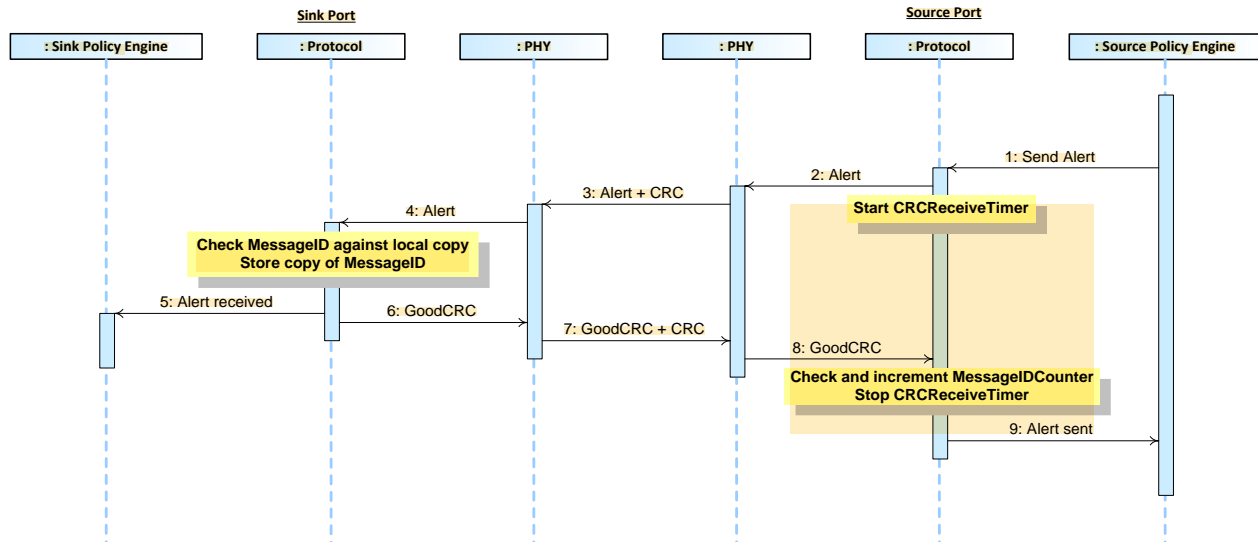 Sink Port
Source Port
: Sink Policy Engine
: Protocol
: PHY
: PHY
: Protocol
: Source Policy Engine
1: Send Alert
2: Alert
3: Alert + CRC
Start CRCReceiveTimer
4: Alert
Check MessageID against local copy
Store copy of MessageID
5: Alert received
6: GoodCRC
7: GoodCRC + CRC
8: GoodCRC
Check and increment MessageIDCounter
Stop CRCReceiveTimer
9: Alert sent